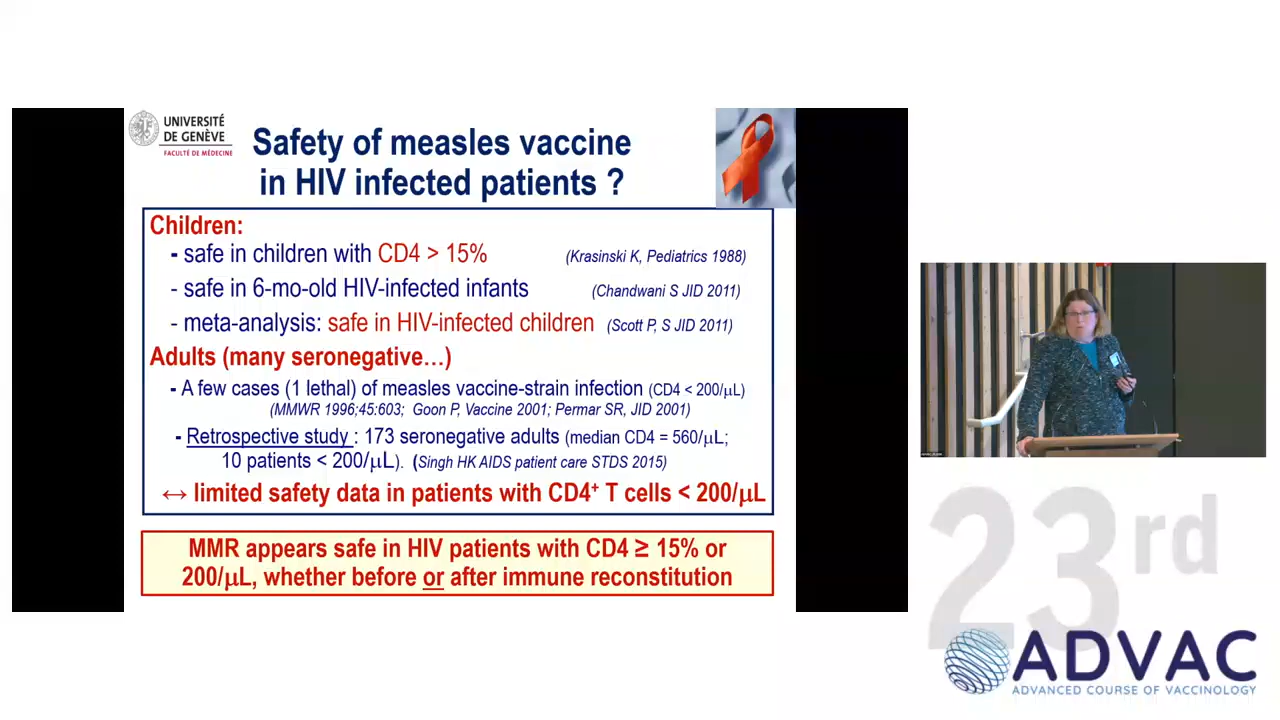 UNIVERSITÉ
DE GENÈVE
FACULTÉ DE MÉDECINE
Safety of measles vaccine
in HIV infected patients ?
Children:
- safe in children with CD4 > 15% (Krasinski K, Pediatrics 1988)
- safe in 6-mo-old HIV-infected infants (Chandwani S JID 2011)
- meta-analysis: safe in HIV-infected children (Scott P, S JID 2011)
Adults (many seronegative…)
- A few cases (1 lethal) of measles vaccine-strain infection (CD4 < 200/µL)
(MMWR 1996;45:603; Goon P, Vaccine 2001; Permar SR, JID 2001)
- Retrospective study : 173 seronegative adults (median CD4 = 560/µL;
10 patients < 200/µL). (Singh HK AIDS patient care STDS 2015)
↔ limited safety data in patients with CD4+ T cells < 200/µL
MMR appears safe in HIV patients with CD4 ≥ 15% or
200/µL, whether before or after immune reconstitution
23rd
ADVAC
ADVANCED COURSE OF VACCINOLOGY